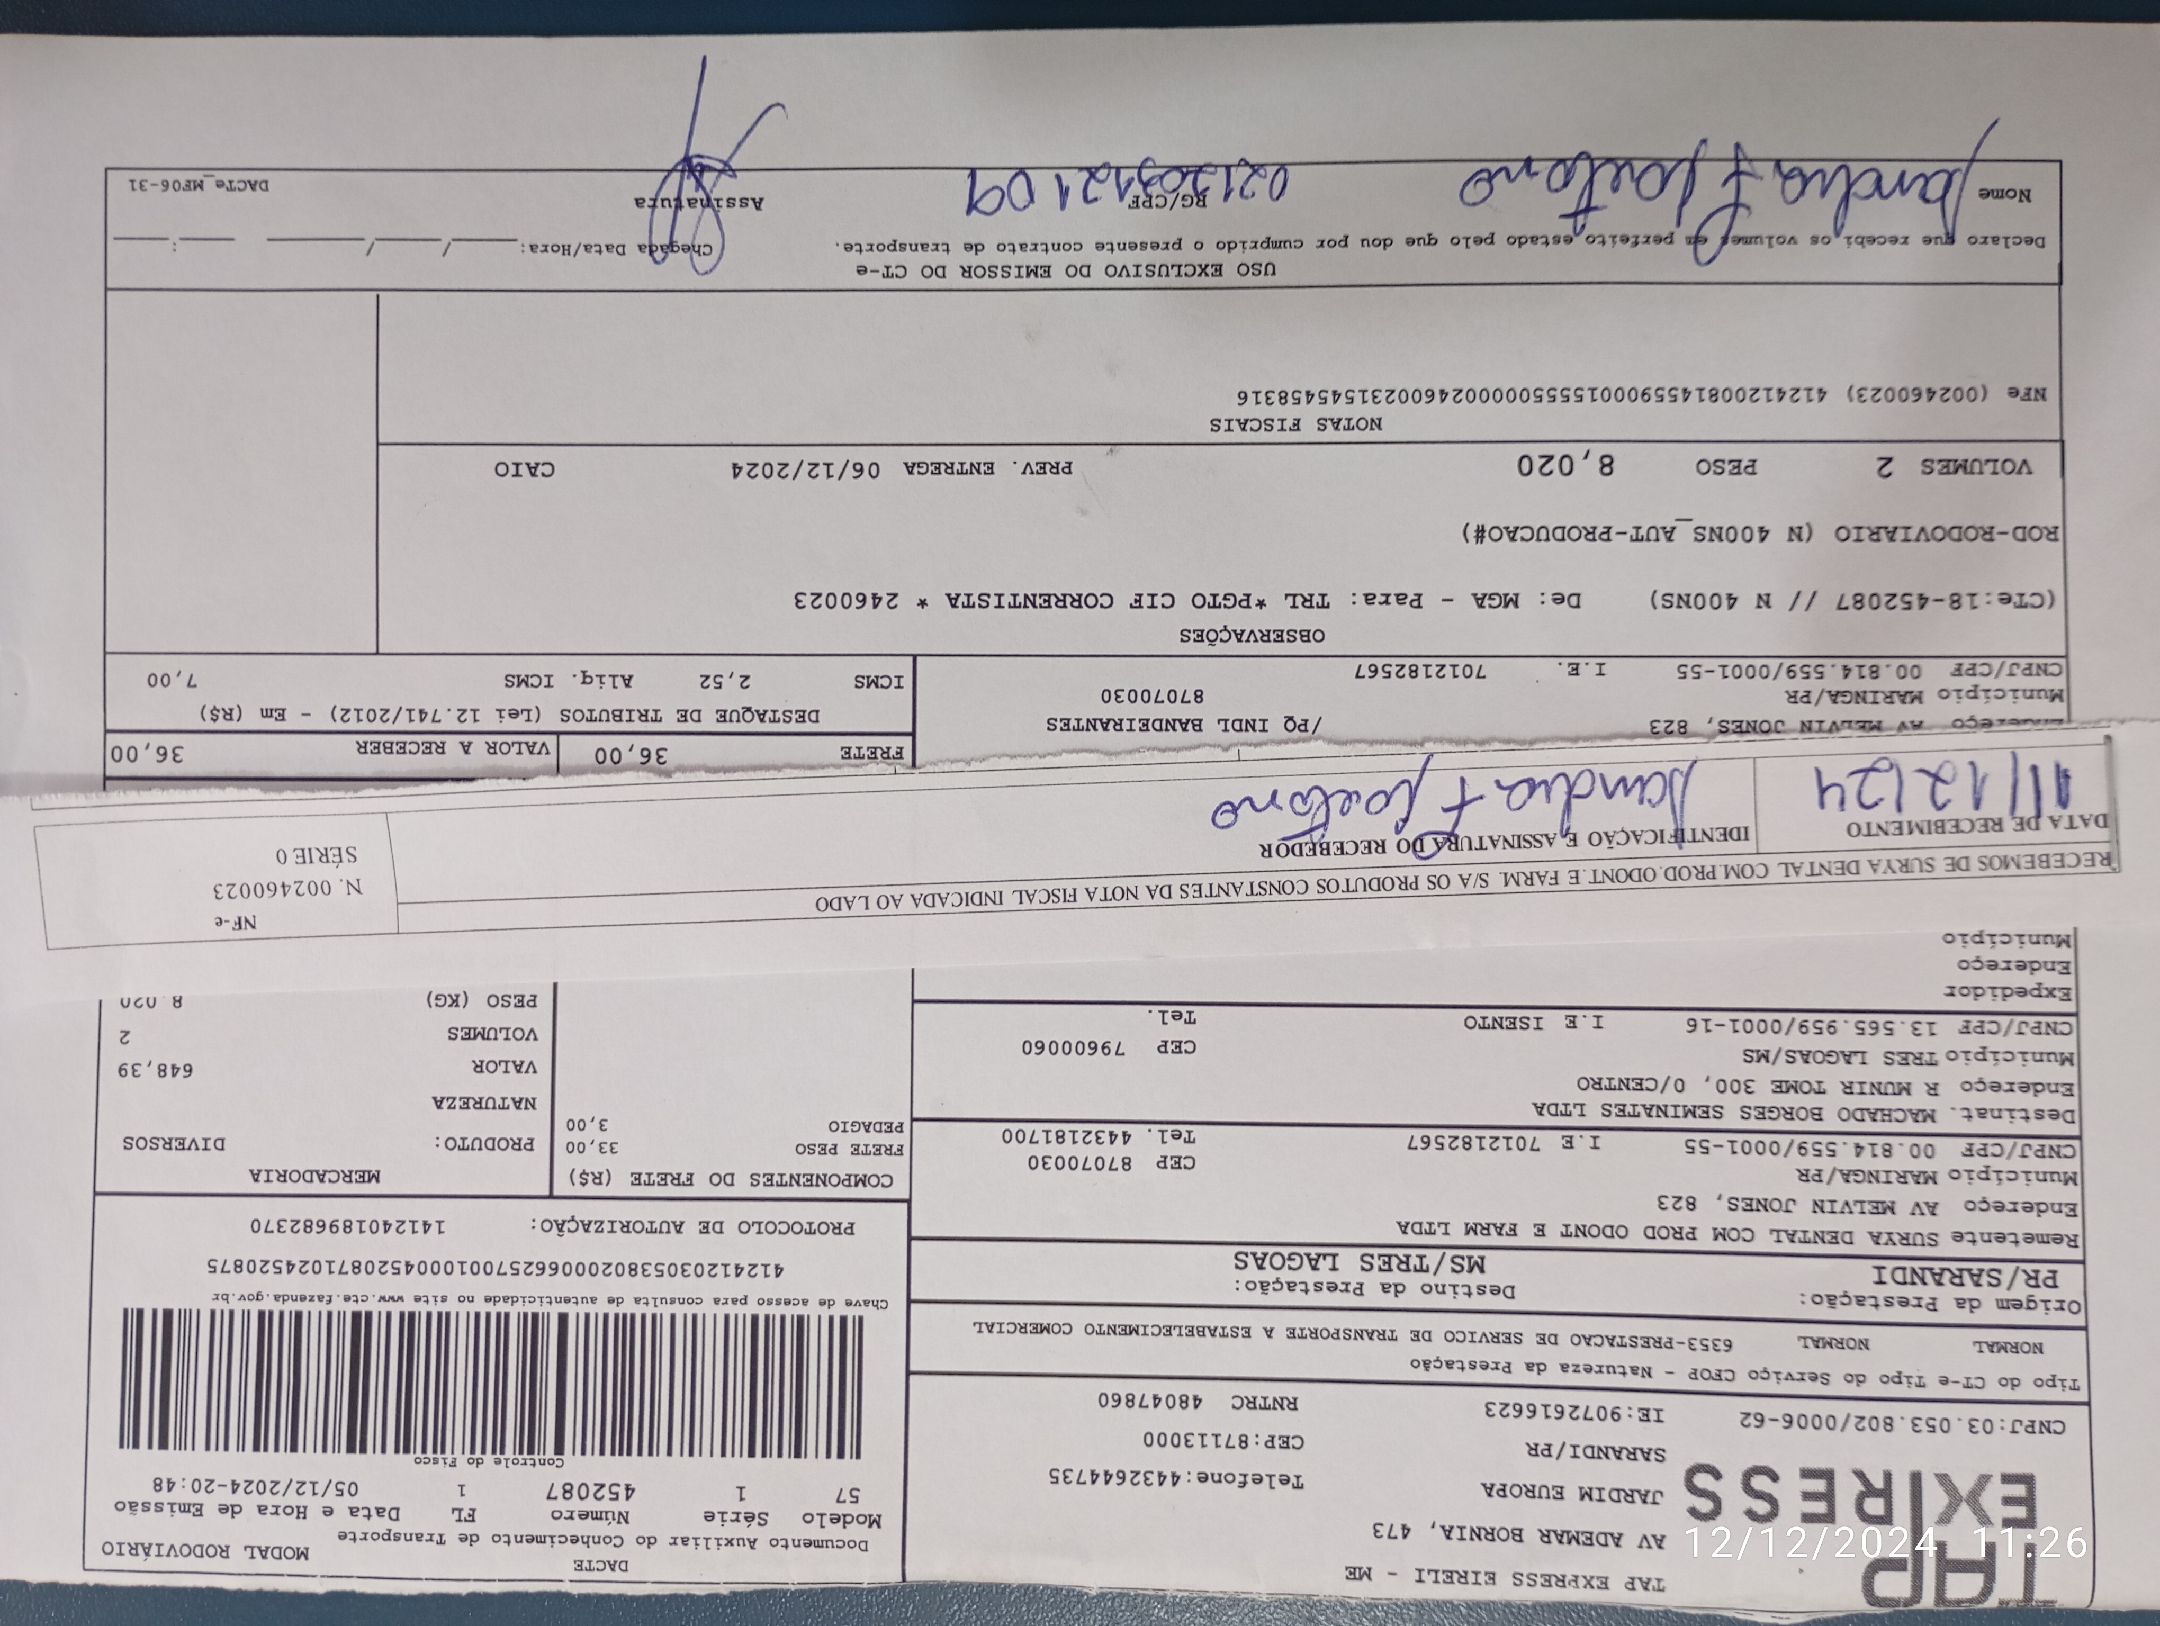 TAP
EXPRESS
TAP EXPRESS EIRELI - ME
AV ADEMAR BORNIA, 473
JARDIM EUROPA
Telefone:4432644735
SARANDI/PR
CEP:87113000
CNPJ:03.053.802/0006-62 IE:9072616623 RNTRC 48047860
DACTE
Documento Auxiliar do Conhecimento de Transporte
MODAL RODOVIÁRIO
Modelo Série Número FL Data e Hora de Emissão
57 1 452087 1 05/12/2024-20:48
Controle do Fisco
Tipo do CT-e Tipo do Serviço CFOP - Natureza da Prestação
NORMAL NORMAL 6353-PRESTACAO DE SERVICO DE TRANSPORTE A ESTABELECIMENTO COMERCIAL
Chave de acesso para consulta de autenticidade no site www.cte.fazenda.gov.br
41241203053802000662570010004520871024520875
Origem da Prestação: Destino da Prestação:
PR/SARANDI MS/TRES LAGOAS
PROTOCOLO DE AUTORIZAÇÃO: 141240189682370
Remetente SURYA DENTAL COM PROD ODONT E FARM LTDA
Endereço AV MELVIN JONES, 823
Município MARINGA/PR CEP 87070030
CNPJ/CPF 00.814.559/0001-55 I.E 7012182567 Tel. 4432181700
Destinat. MACHADO BORGES SEMINATES LTDA
Endereço R MUNIR TOME 300, 0/CENTRO
Município TRES LAGOAS/MS CEP 79600060
CNPJ/CPF 13.565.959/0001-16 I.E ISENTO Tel.
Expedidor
Endereço
Município
COMPONENTES DO FRETE (R$)
FRETE PESO 33,00
PEDAGIO 3,00
MERCADORIA
PRODUTO: DIVERSOS
NATUREZA
VALOR 648,39
VOLUMES 2
PESO (KG) 8,020
RECEBEMOS DE SURYA DENTAL COM.PROD.ODONT.E FARM. S/A OS PRODUTOS CONSTANTES DA NOTA FISCAL INDICADA AO LADO
DATA DE RECEBIMENTO IDENTIFICAÇÃO E ASSINATURA DO RECEBEDOR
11/12/24 Sandra F Caetano
NF-e
N. 002460023
SÉRIE 0
Endereço AV MELVIN JONES, 823 /PQ INDL BANDEIRANTES
Município MARINGA/PR 87070030
CNPJ/CPF 00.814.559/0001-55 I.E. 7012182567
FRETE 36,00 VALOR A RECEBER 36,00
DESTAQUE DE TRIBUTOS (Lei 12.741/2012) - Em (R$)
ICMS 2,52 Aliq. ICMS 7,00
OBSERVAÇÕES
(CTe:18-452087 // N 400NS) De: MGA - Para: TRL *PGTO CIF CORRENTISTA * 2460023
ROD-RODOVIARIO (N 400NS_AUT-PRODUCAO#)
VOLUMES 2 PESO 8,020 PREV. ENTREGA 06/12/2024 CAIO
NOTAS FISCAIS
NFe (002460023) 41241200814559000155550000024600231545458316
USO EXCLUSIVO DO EMISSOR DO CT-e
Declaro que recebi os volumes em perfeito estado pelo que dou por cumprido o presente contrato de transporte. Chegada Data/Hora: ____/____/____ ____:____
Nome Sandra F Caetano RG/CPF 02130312109 Assinatura
DACTe_MF06-31
12/12/2024 11:26